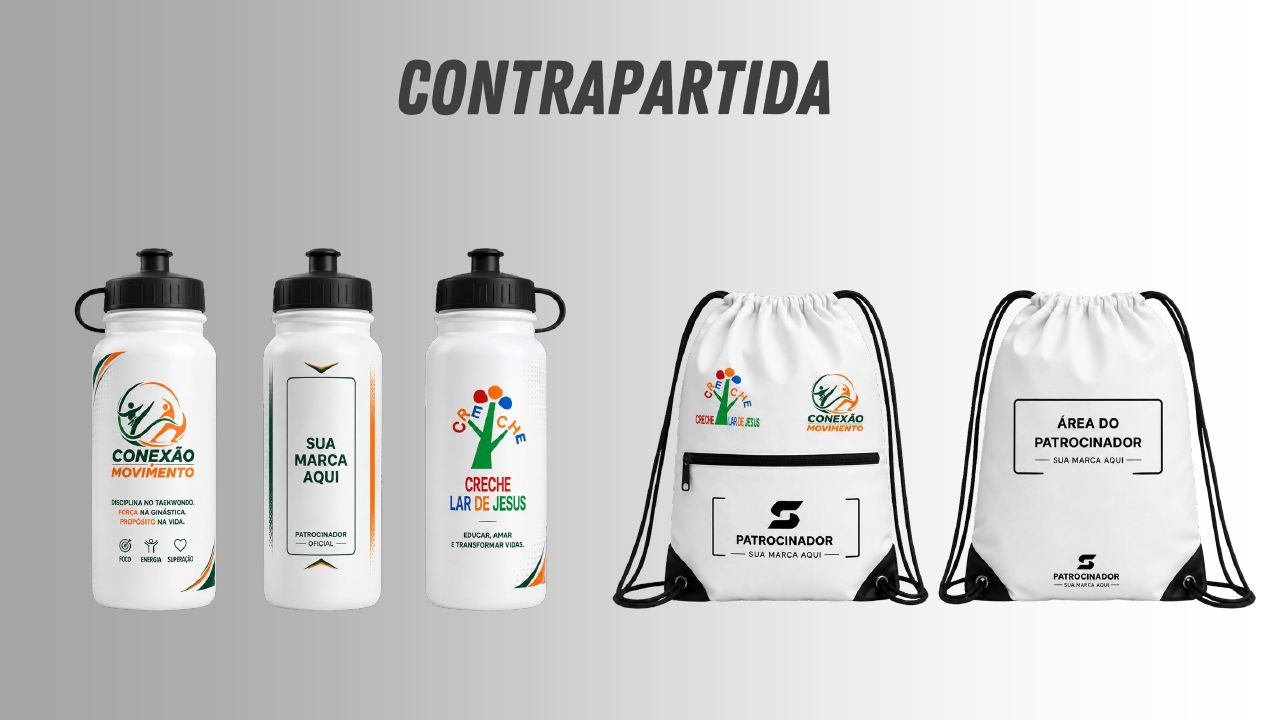 CONTRAPARTIDA
CONEXÃO
MOVIMENTO
DISCIPLINA NO TAEKWONDO.
FORÇA NA GINÁSTICA.
PROPÓSITO NA VIDA.
FOCO ENERGIA SUPERAÇÃO
SUA
MARCA
AQUI
PATROCINADOR
OFICIAL
CRECHE
CRECHE
LAR DE JESUS
EDUCAR, AMAR
E TRANSFORMAR VIDAS.
CRECHE
CRECHE LAR DE JESUS
CONEXÃO
MOVIMENTO
PATROCINADOR
SUA MARCA AQUI
ÁREA DO
PATROCINADOR
SUA MARCA AQUI
PATROCINADOR
SUA MARCA AQUI